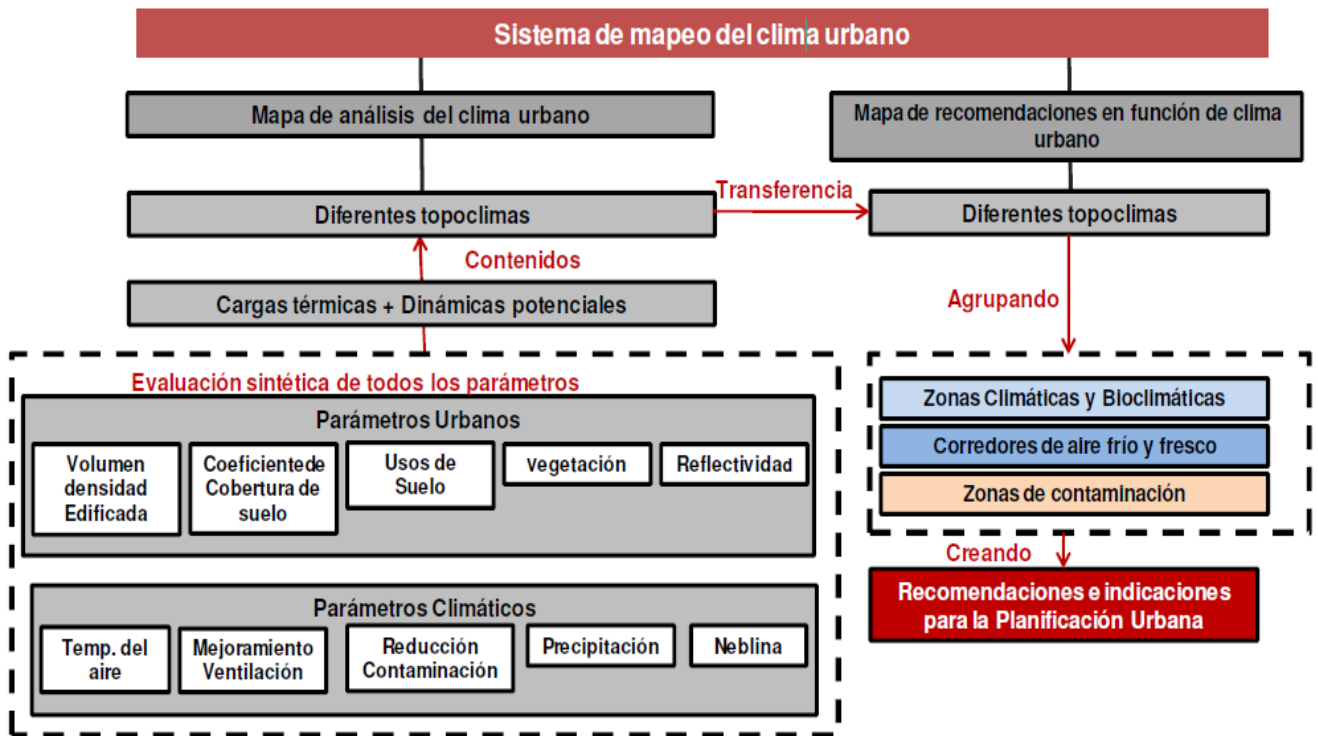 Sistema de mapeo del clima urbano
Mapa de análisis del clima urbano
Mapa de recomendaciones en función de clima
urbano
Diferentes topoclimas
Transferencia
Diferentes topoclimas
Contenidos
Cargas térmicas + Dinámicas potenciales
Agrupando
Evaluación sintética de todos los parámetros
Parámetros Urbanos
Volumen
densidad
Edificada
Coeficiente de
Cobertura de
suelo
Usos de
Suelo
Vegetación
Reflectividad
Parámetros Climáticos
Temp. del
aire
Mejoramiento
Ventilación
Reducción
Contaminación
Precipitación
Neblina
Zonas Climáticas y Bioclimáticas
Corredores de aire frío y fresco
Zonas de contaminación
Creando
Recomendaciones e indicaciones
para la Planificación Urbana